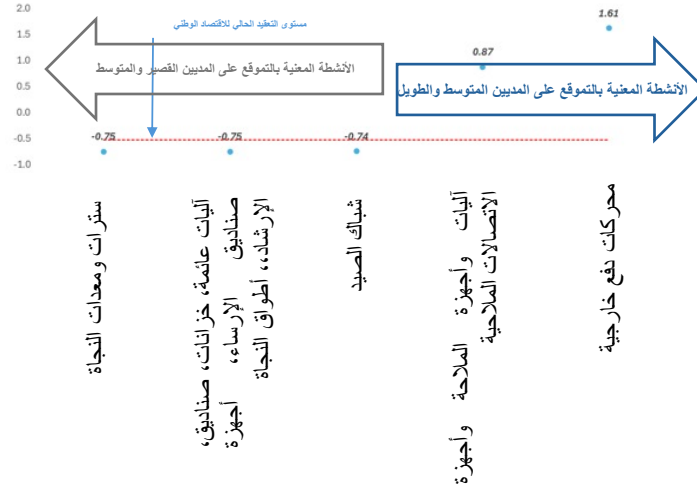 2.0
1.5
1.0
0.5
0.0
-0.5
-1.0
مستوى التعقيد الحالي للاقتصاد الوطني
الأنشطة المعنية بالتموقع على المديين القصير والمتوسط
الأنشطة المعنية بالتموقع على المديين المتوسط والطويل
-0.75
-0.75
-0.74
0.87
1.61
سترات ومعدات النجاة
آليات عائمة، خزانات، صناديق،
صناديق الإرساء، أجهزة
الإرشاد،، أطواق النجاة
شباك الصيد
آليات وأجهزة الملاحة وأجهزة
الاتصالات الملاحية
محركات دفع خارجية